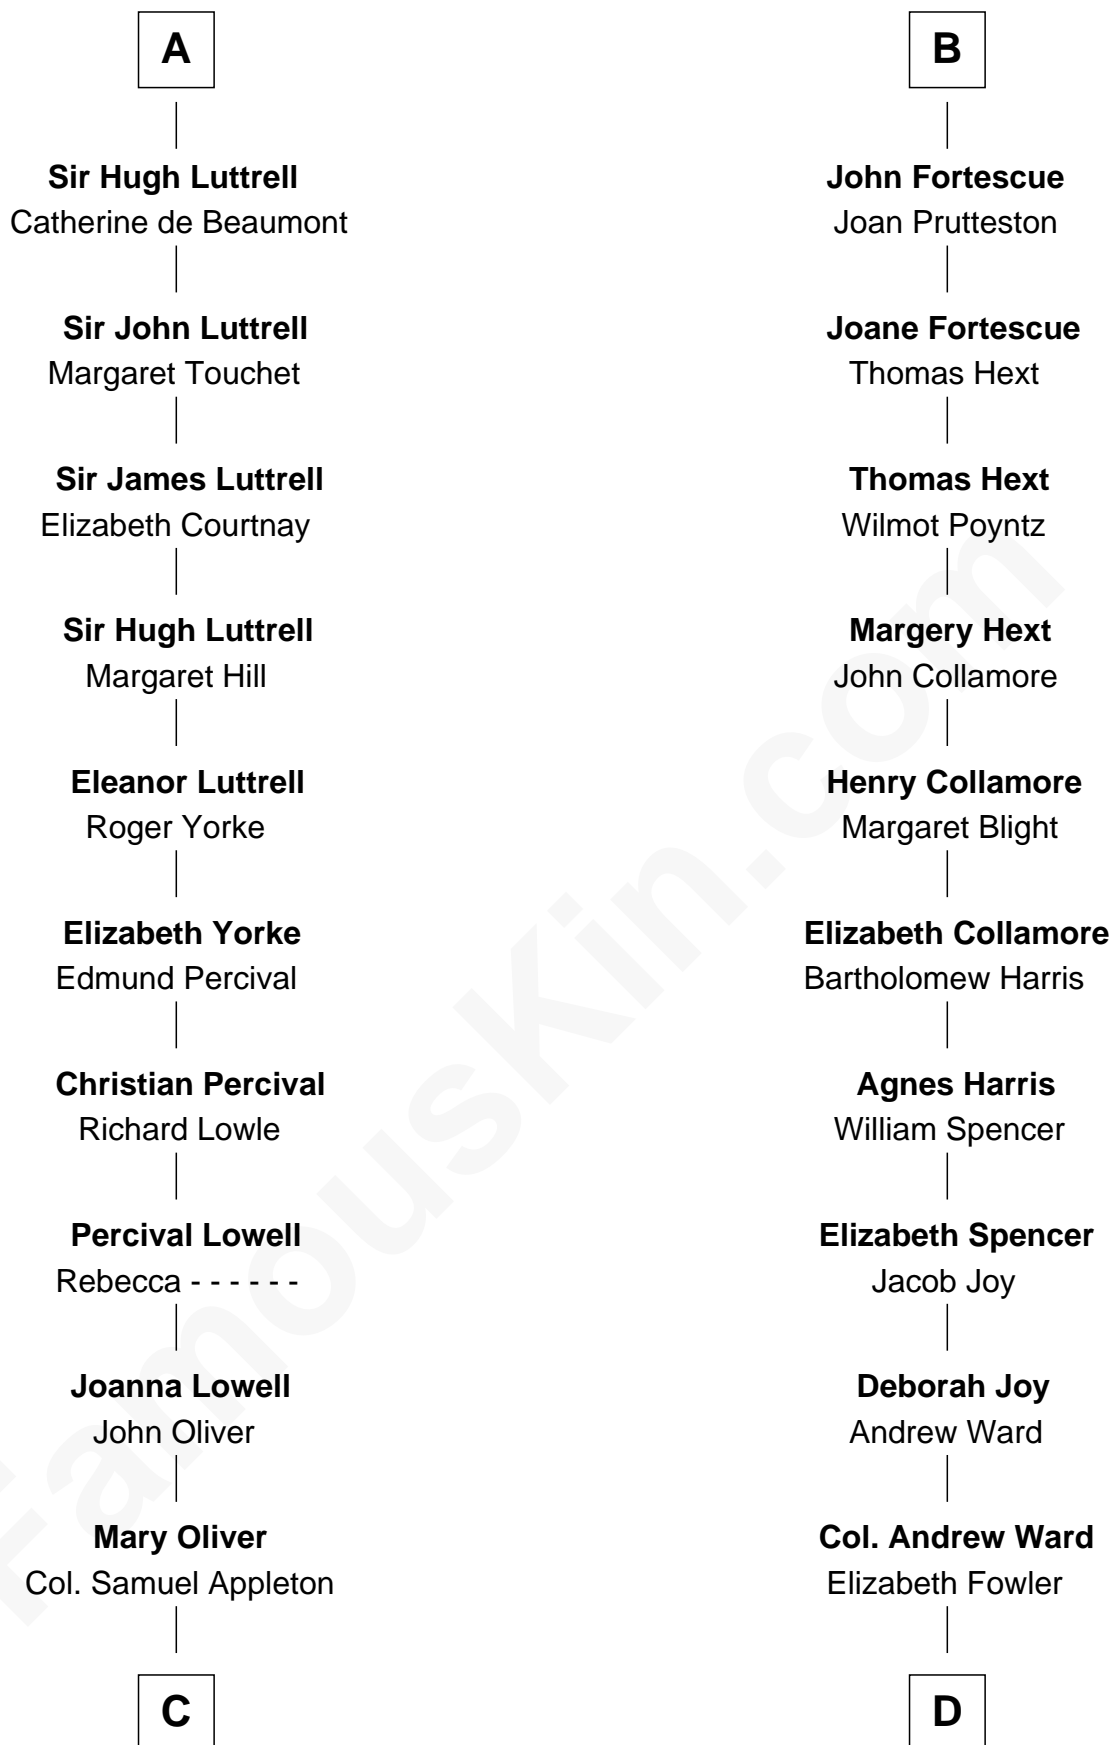 A
Sir Hugh Luttrell
Catherine de Beaumont
Sir John Luttrell
Margaret Touchet
Sir James Luttrell
Elizabeth Courtnay
Sir Hugh Luttrell
Margaret Hill
Eleanor Luttrell
Roger Yorke
Elizabeth Yorke
Edmund Percival
Christian Percival
Richard Lowle
Percival Lowell
Rebecca - - - - - -
Joanna Lowell
John Oliver
Mary Oliver
Col. Samuel Appleton
C
B
John Fortescue
Joan Prutteston
Joane Fortescue
Thomas Hext
Thomas Hext
Wilmot Poyntz
Margery Hext
John Collamore
Henry Collamore
Margaret Blight
Elizabeth Collamore
Bartholomew Harris
Agnes Harris
William Spencer
Elizabeth Spencer
Jacob Joy
Deborah Joy
Andrew Ward
Col. Andrew Ward
Elizabeth Fowler
D
FamousKin.com